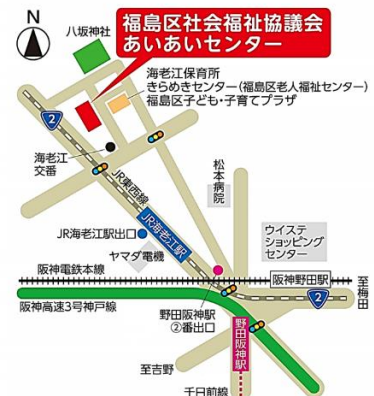 N
福島区社会福祉協議会
あいあいセンター
八坂神社
海老江保育所
きらめきセンター(福島区老人福祉センター)
福島区子ども・子育てプラザ
2
海老江
交番
JR東西線
松本病院
JR海老江駅
JR海老江駅出口
ヤマダ電機
ウイステ
ショッピング
センター
阪神電鉄本線
阪神野田駅
至梅田
阪神高速3号神戸線
2
野田阪神駅
②番出口
野田阪神駅
至吉野
千日前線